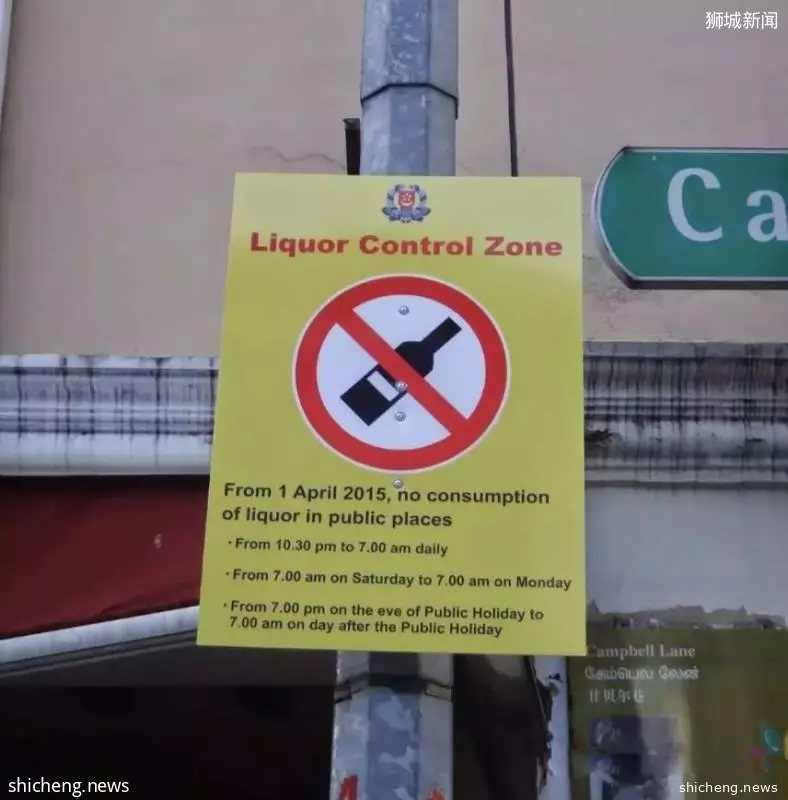 狮城新闻
Ca
Liquor Control Zone
From 1 April 2015, no consumption
of liquor in public places
· From 10.30 pm to 7.00 am daily
· From 7.00 am on Saturday to 7.00 am on Monday
· From 7.00 pm on the eve of Public Holiday to
7.00 am on day after the Public Holiday
Campbell Lane
கேம்பெல் லேன்
甘贝尔巷
shicheng.news
shicheng.news